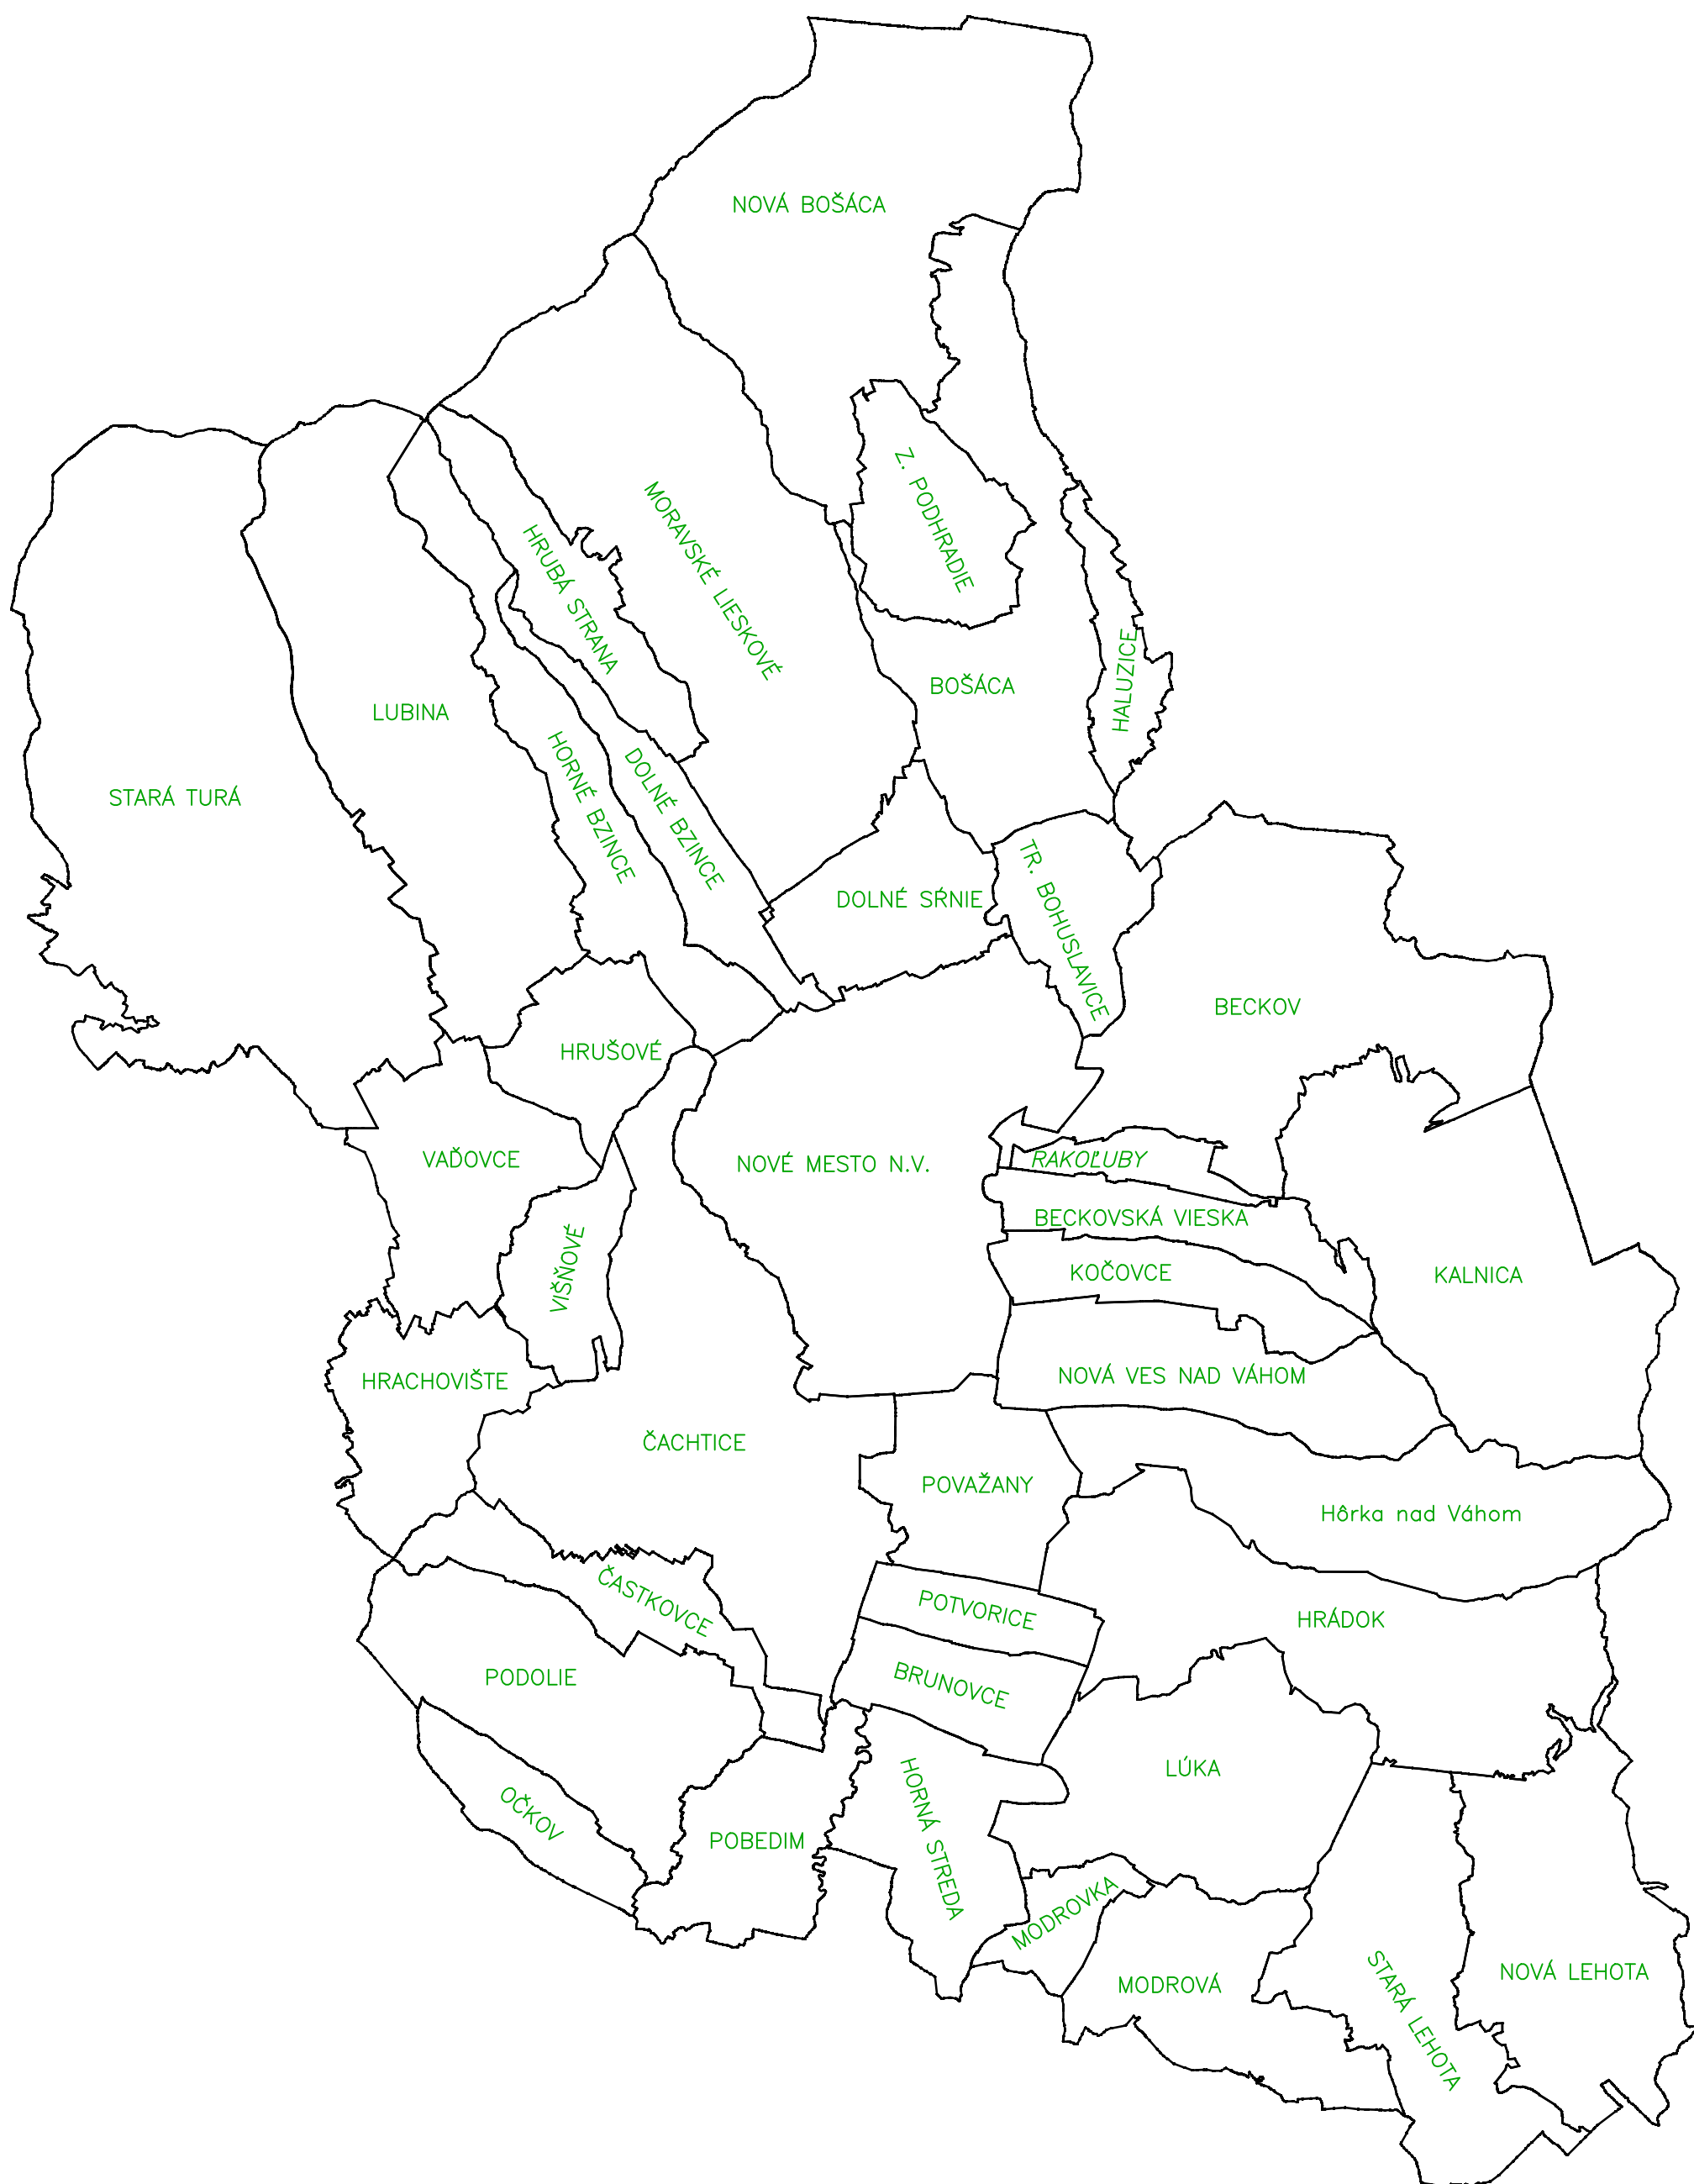 NOVÁ BOŠÁCA
Z. PODHRADIE
MORAVSKÉ LIESKOVÉ
HRUBÁ STRANA
HALUZICE
BOŠÁCA
LUBINA
STARÁ TURÁ
HORNÉ BZINCE
DOLNÉ BZINCE
DOLNÉ SŔNIE
TR. BOHUSLAVICE
BECKOV
HRUŠOVÉ
VAĎOVCE
NOVÉ MESTO N.V.
RAKOĽUBY
BECKOVSKÁ VIESKA
VIŠŇOVÉ
KOČOVCE
KALNICA
HRACHOVIŠTE
NOVÁ VES NAD VÁHOM
ČACHTICE
POVAŽANY
Hôrka nad Váhom
ČASTKOVCE
POTVORICE
HRÁDOK
PODOLIE
BRUNOVCE
LÚKA
OČKOV
POBEDIM
HORNÁ STREDA
MODROVKA
MODROVÁ
STARÁ LEHOTA
NOVÁ LEHOTA